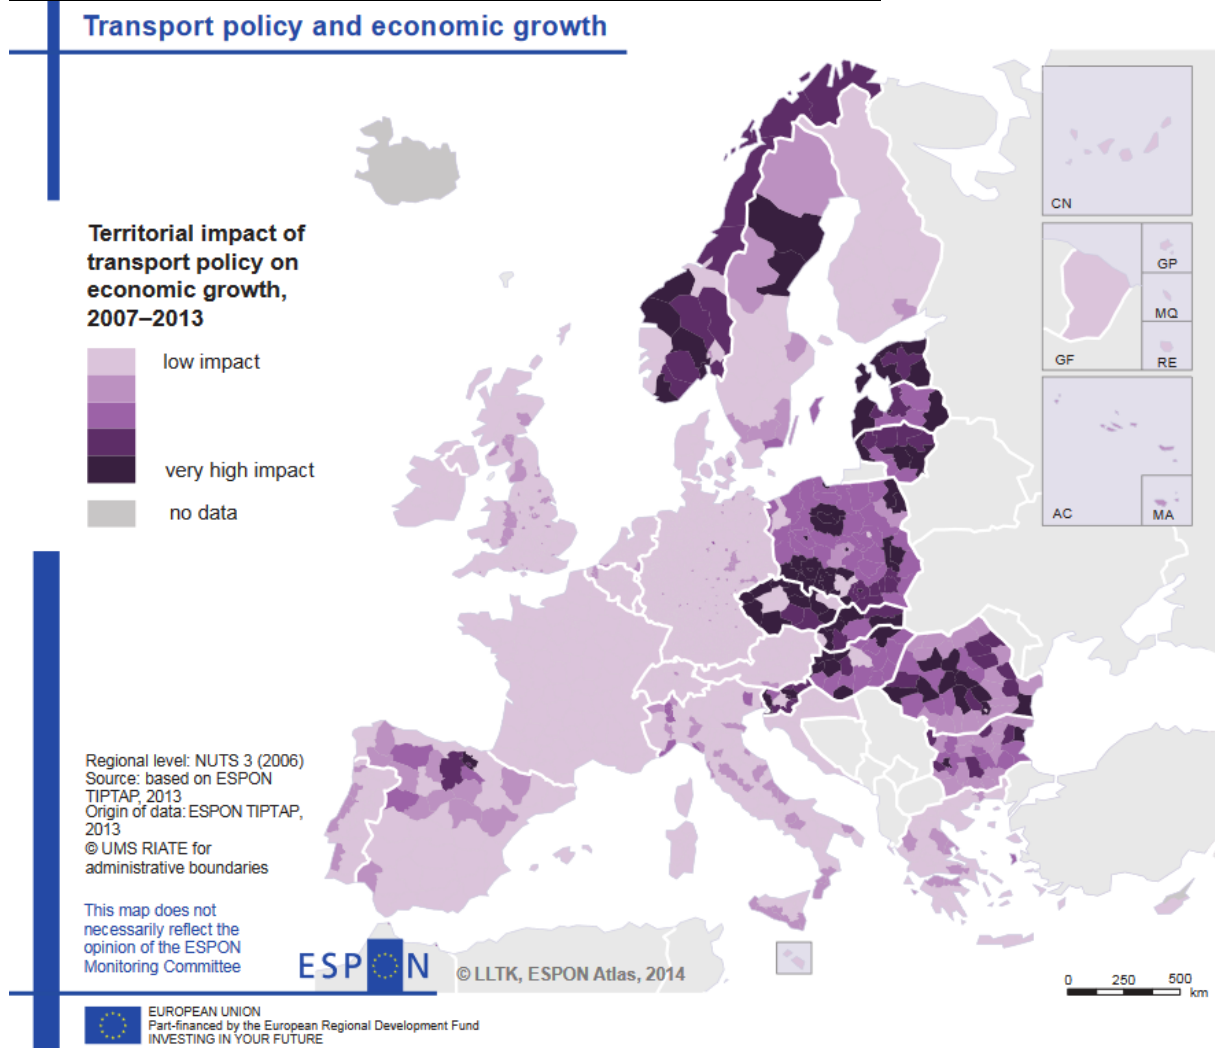 Transport policy and economic growth
Territorial impact of
transport policy on
economic growth,
2007–2013
low impact
very high impact
no data
CN
GP
MQ
GF
RE
AC
MA
Regional level: NUTS 3 (2006)
Source: based on ESPON
TIPTAP, 2013
Origin of data: ESPON TIPTAP,
2013
© UMS RIATE for
administrative boundaries
This map does not
necessarily reflect the
opinion of the ESPON
Monitoring Committee
ESPON
© LLTK, ESPON Atlas, 2014
0 250 500
km
EUROPEAN UNION
Part-financed by the European Regional Development Fund
INVESTING IN YOUR FUTURE